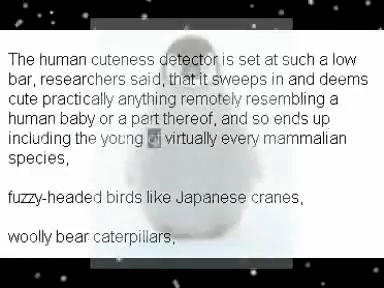 The human cuteness detector is set at such a low
bar, researchers said, that it sweeps in and deems
cute practically anything remotely resembling a
human baby or a part thereof, and so ends up
including the young of virtually every mammalian
species,
fuzzy-headed birds like Japanese cranes,
woolly bear caterpillars,